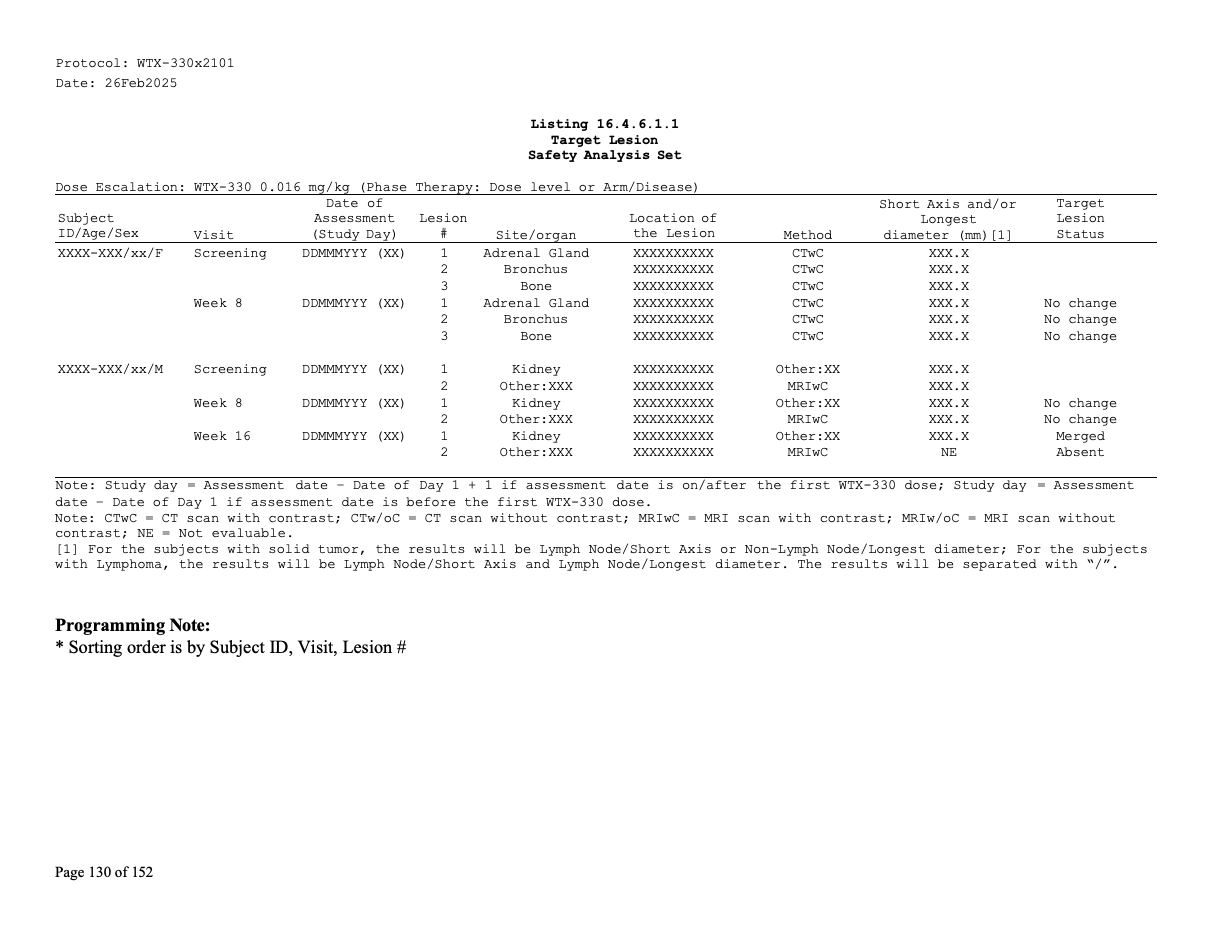 Protocol: WTX-330x2101
Date: 26Feb2025
Listing 16.4.6.1.1
Target Lesion
Safety Analysis Set
Dose Escalation: WTX-330 0.016 mg/kg (Phase Therapy: Dose level or Arm/Disease)
Date of Short Axis and/or Target
Subject Assessment Lesion Location of Longest Lesion
ID/Age/Sex Visit (Study Day) # Site/organ the Lesion Method diameter (mm)[1] Status
XXXX-XXX/xx/F Screening DDMMMYYY (XX) 1 Adrenal Gland XXXXXXXXXX CTwC XXX.X
2 Bronchus XXXXXXXXXX CTwC XXX.X
3 Bone XXXXXXXXXX CTwC XXX.X
Week 8 DDMMMYYY (XX) 1 Adrenal Gland XXXXXXXXXX CTwC XXX.X No change
2 Bronchus XXXXXXXXXX CTwC XXX.X No change
3 Bone XXXXXXXXXX CTwC XXX.X No change
XXXX-XXX/xx/M Screening DDMMMYYY (XX) 1 Kidney XXXXXXXXXX Other:XX XXX.X
2 Other:XXX XXXXXXXXXX MRIwC XXX.X
Week 8 DDMMMYYY (XX) 1 Kidney XXXXXXXXXX Other:XX XXX.X No change
2 Other:XXX XXXXXXXXXX MRIwC XXX.X No change
Week 16 DDMMMYYY (XX) 1 Kidney XXXXXXXXXX Other:XX XXX.X Merged
2 Other:XXX XXXXXXXXXX MRIwC NE Absent
Note: Study day = Assessment date – Date of Day 1 + 1 if assessment date is on/after the first WTX-330 dose; Study day = Assessment
date – Date of Day 1 if assessment date is before the first WTX-330 dose.
Note: CTwC = CT scan with contrast; CTw/oC = CT scan without contrast; MRIwC = MRI scan with contrast; MRIw/oC = MRI scan without
contrast; NE = Not evaluable.
[1] For the subjects with solid tumor, the results will be Lymph Node/Short Axis or Non-Lymph Node/Longest diameter; For the subjects
with Lymphoma, the results will be Lymph Node/Short Axis and Lymph Node/Longest diameter. The results will be separated with “/”.
Programming Note:
* Sorting order is by Subject ID, Visit, Lesion #
Page 130 of 152